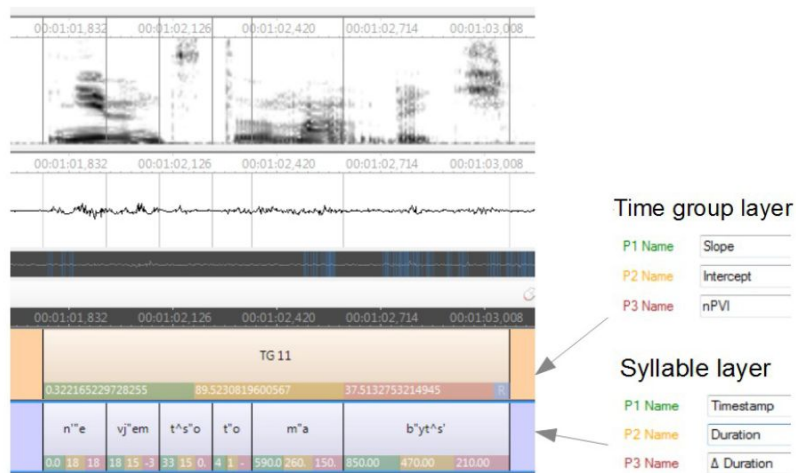 00:01:01,832 00:01:02,126 00:01:02,420 00:01:02,714 00:01:03,008
00:01:01,832 00:01:02,126 00:01:02,420 00:01:02,714 00:01:03,008
00:01:01,832 00:01:02,126 00:01:02,420 00:01:02,714 00:01:03,008
TG 11
0.322165229728255 89.5230819600567 37.5132753214945 R
n'"e vj"em t^s"o t"o m"a b"yt^s'
0.0 18 18 18 15 -3 33 15 0. 4 1 - 590.0 260. 150. 850.00 470.00 210.00
Time group layer
P1 Name Slope
P2 Name Intercept
P3 Name nPVI
Syllable layer
P1 Name Timestamp
P2 Name Duration
P3 Name Δ Duration